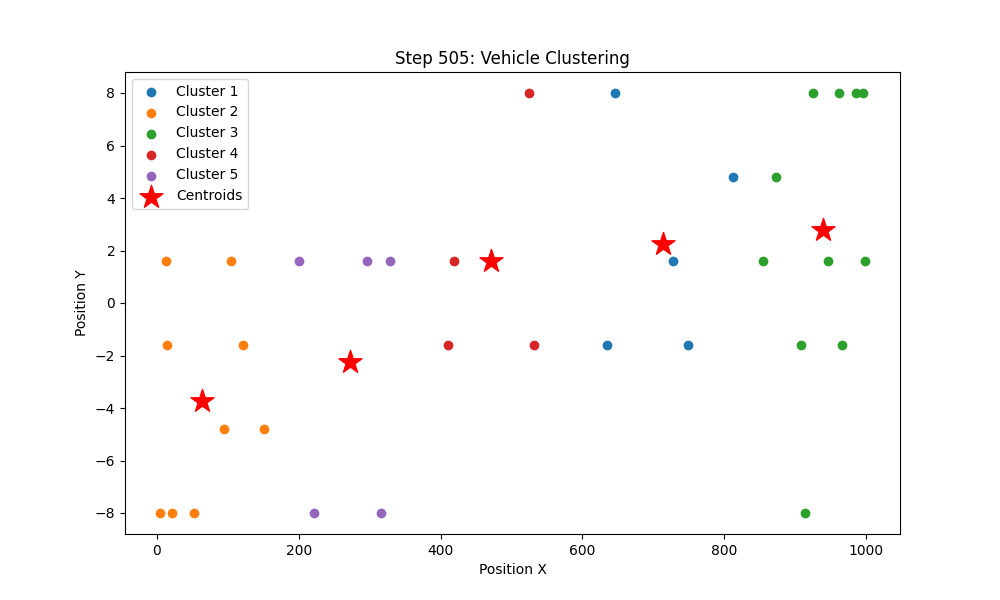 Step 505: Vehicle Clustering
Cluster 1
Cluster 2
Cluster 3
Cluster 4
Cluster 5
Centroids
8
6
4
2
0
−2
−4
−6
−8
Position Y
0 200 400 600 800 1000
Position X